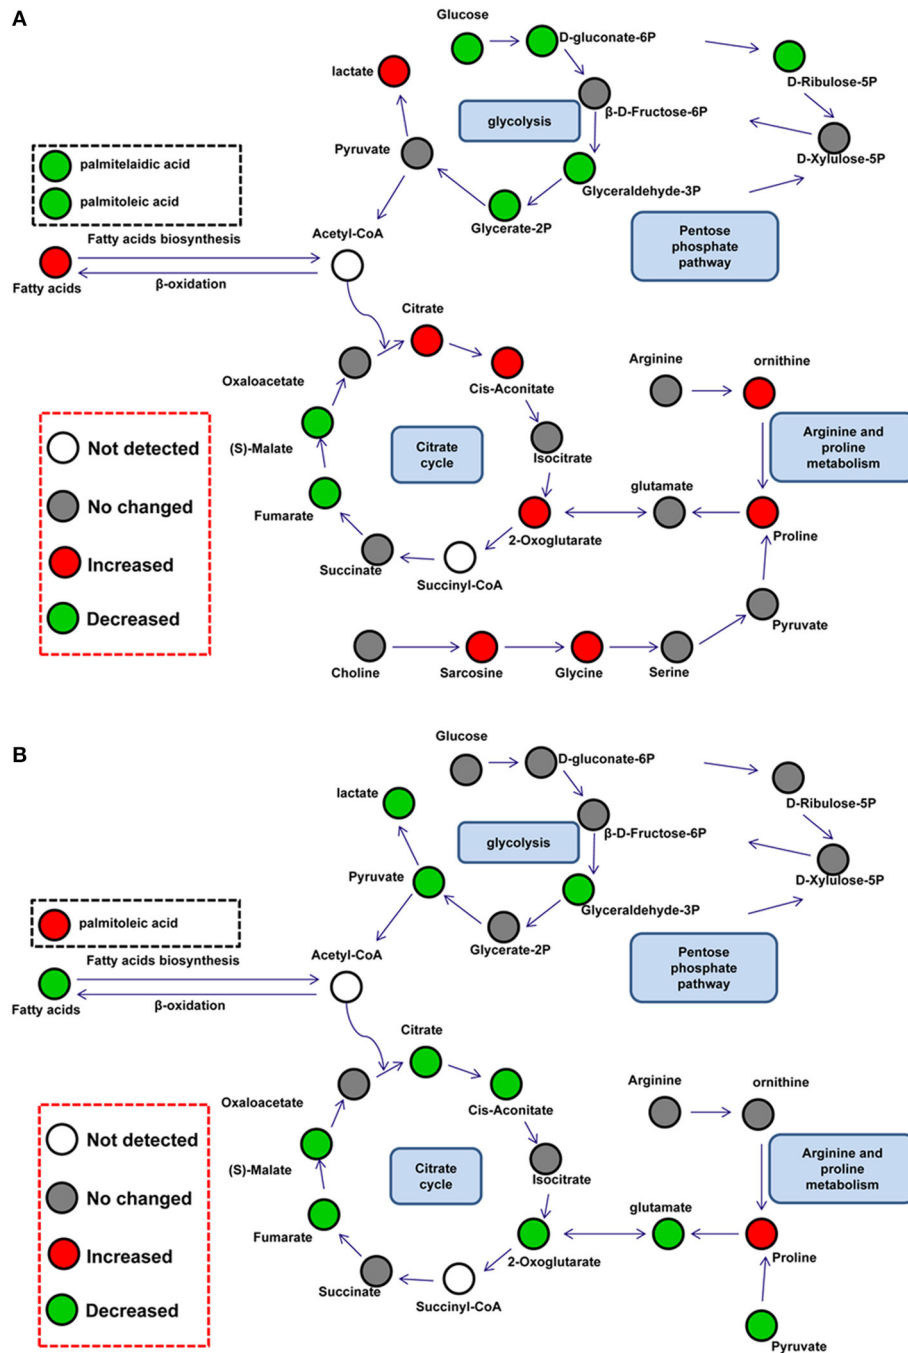 A
Glucose
D-gluconate-6P
lactate
D-Ribulose-5P
glycolysis
β-D-Fructose-6P
Pyruvate
D-Xylulose-5P
palmitelaidic acid
palmitoleic acid
Glyceraldehyde-3P
Glycerate-2P
Pentose
phosphate
pathway
Acetyl-CoA
Fatty acids biosynthesis
Fatty acids
β-oxidation
Citrate
Oxaloacetate
Cis-Aconitate
Arginine
ornithine
(S)-Malate
Citrate
cycle
Isocitrate
Arginine and
proline
metabolism
Not detected
No changed
Increased
Decreased
Fumarate
2-Oxoglutarate
glutamate
Proline
Succinate
Succinyl-CoA
Pyruvate
Choline
Sarcosine
Glycine
Serine
B
Glucose
D-gluconate-6P
lactate
D-Ribulose-5P
glycolysis
β-D-Fructose-6P
Pyruvate
D-Xylulose-5P
palmitoleic acid
Glyceraldehyde-3P
Glycerate-2P
Pentose
phosphate
pathway
Acetyl-CoA
Fatty acids biosynthesis
Fatty acids
β-oxidation
Citrate
Oxaloacetate
Cis-Aconitate
Arginine
ornithine
(S)-Malate
Citrate
cycle
Isocitrate
Arginine and
proline
metabolism
Not detected
No changed
Increased
Decreased
Fumarate
2-Oxoglutarate
glutamate
Proline
Succinate
Succinyl-CoA
Pyruvate